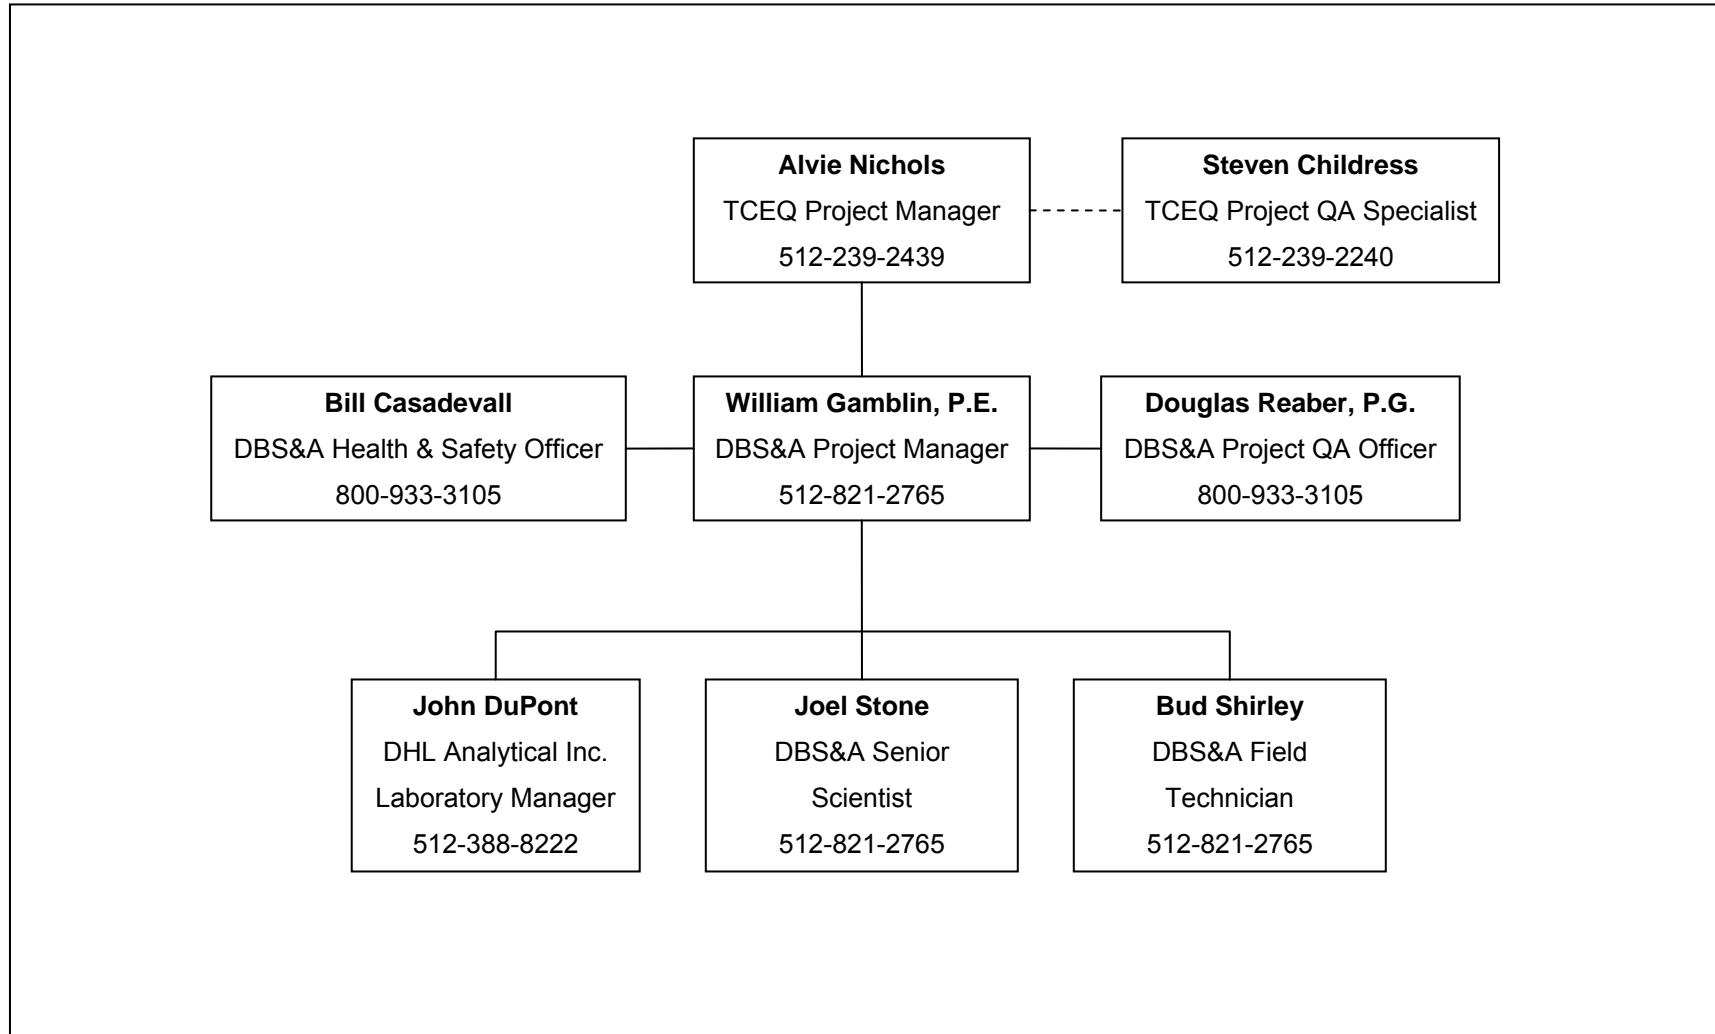 Alvie Nichols
TCEQ Project Manager
512-239-2439
Steven Childress
TCEQ Project QA Specialist
512-239-2240
Bill Casadevall
DBS&A Health & Safety Officer
800-933-3105
William Gamblin, P.E.
DBS&A Project Manager
512-821-2765
Douglas Reaber, P.G.
DBS&A Project QA Officer
800-933-3105
John DuPont
DHL Analytical Inc.
Laboratory Manager
512-388-8222
Joel Stone
DBS&A Senior
Scientist
512-821-2765
Bud Shirley
DBS&A Field
Technician
512-821-2765